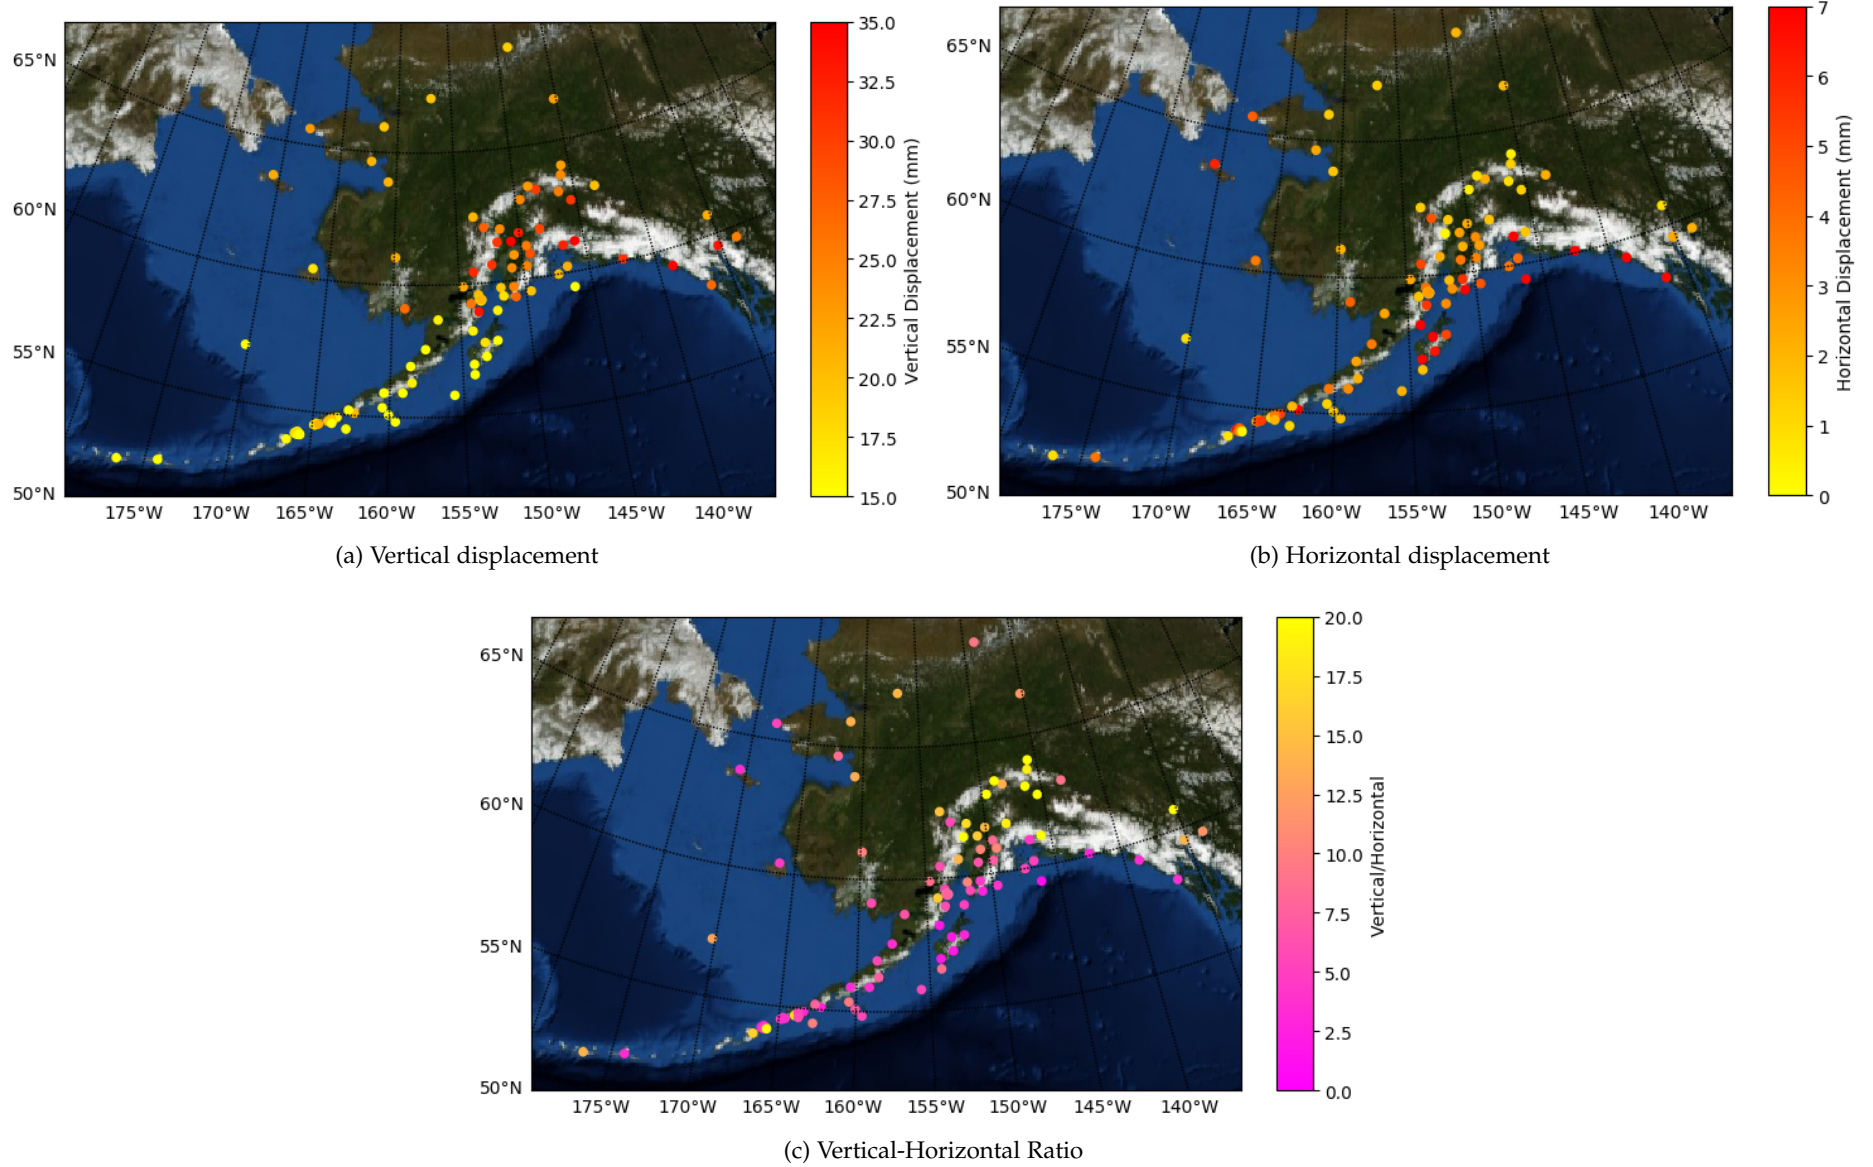 65°N
60°N
55°N
50°N
175°W 170°W 165°W 160°W 155°W 150°W 145°W 140°W
35.0
32.5
30.0
27.5
25.0
22.5
20.0
17.5
15.0
Vertical Displacement (mm)
(a) Vertical displacement
65°N
60°N
55°N
50°N
175°W 170°W 165°W 160°W 155°W 150°W 145°W 140°W
7
6
5
4
3
2
1
0
Horizontal Displacement (mm)
(b) Horizontal displacement
65°N
60°N
55°N
50°N
175°W 170°W 165°W 160°W 155°W 150°W 145°W 140°W
20.0
17.5
15.0
12.5
10.0
7.5
5.0
2.5
0.0
Vertical/Horizontal
(c) Vertical-Horizontal Ratio